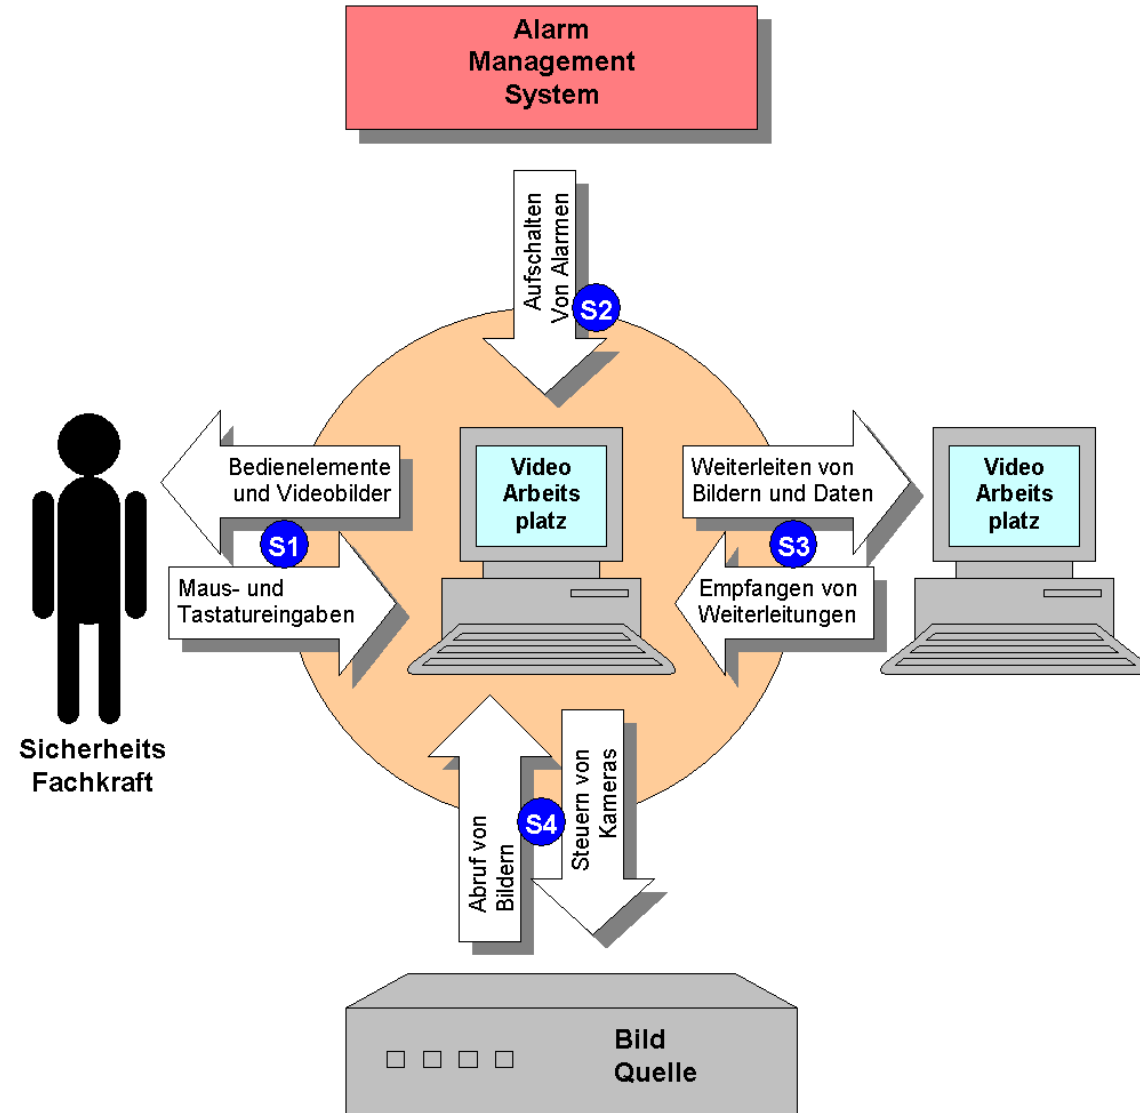 Alarm
Management
System
Aufschalten
Von Alarmen
S2
Bedienelemente
und Videobilder
S1
Maus- und
Tastatureingaben
Video
Arbeits
platz
Weiterleiten von
Bildern und Daten
S3
Empfangen von
Weiterleitungen
Video
Arbeits
platz
Sicherheits
Fachkraft
Abruf von
Bildern
S4
Steuern von
Kameras
Bild
Quelle